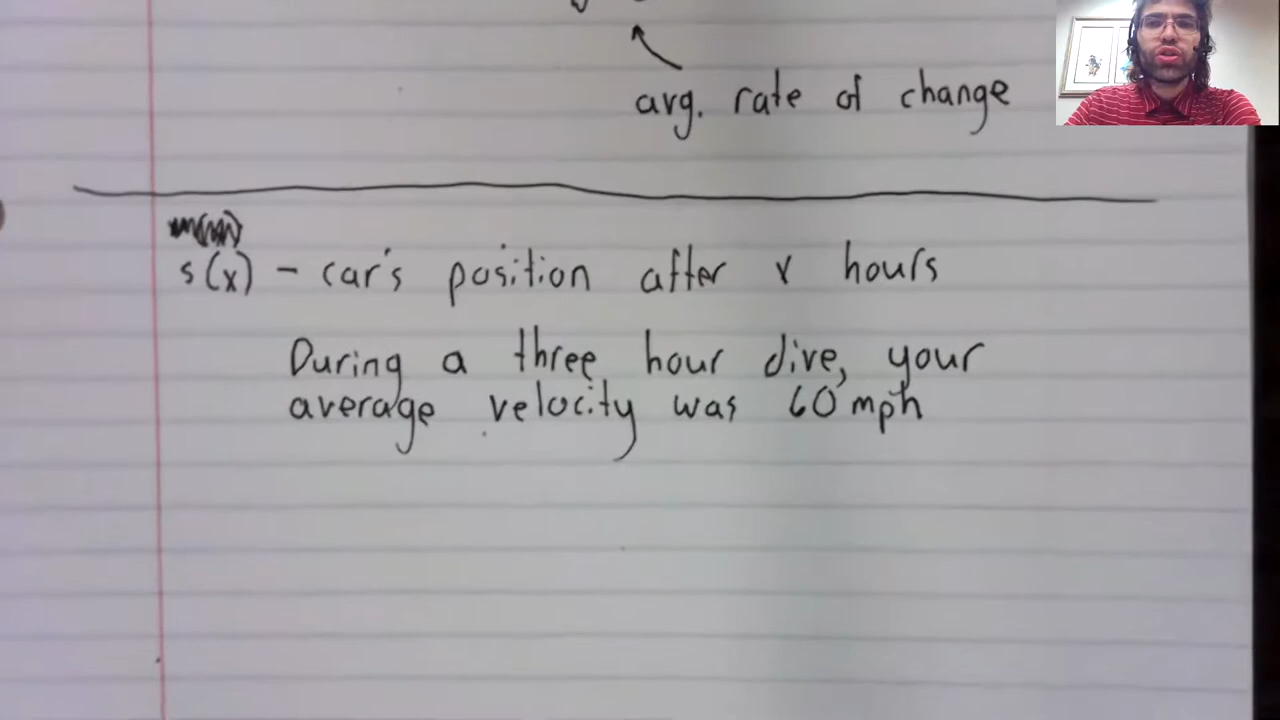 avg. rate of change
s(x) - car's position after x hours
During a three hour dive, your
average velocity was 60 mph